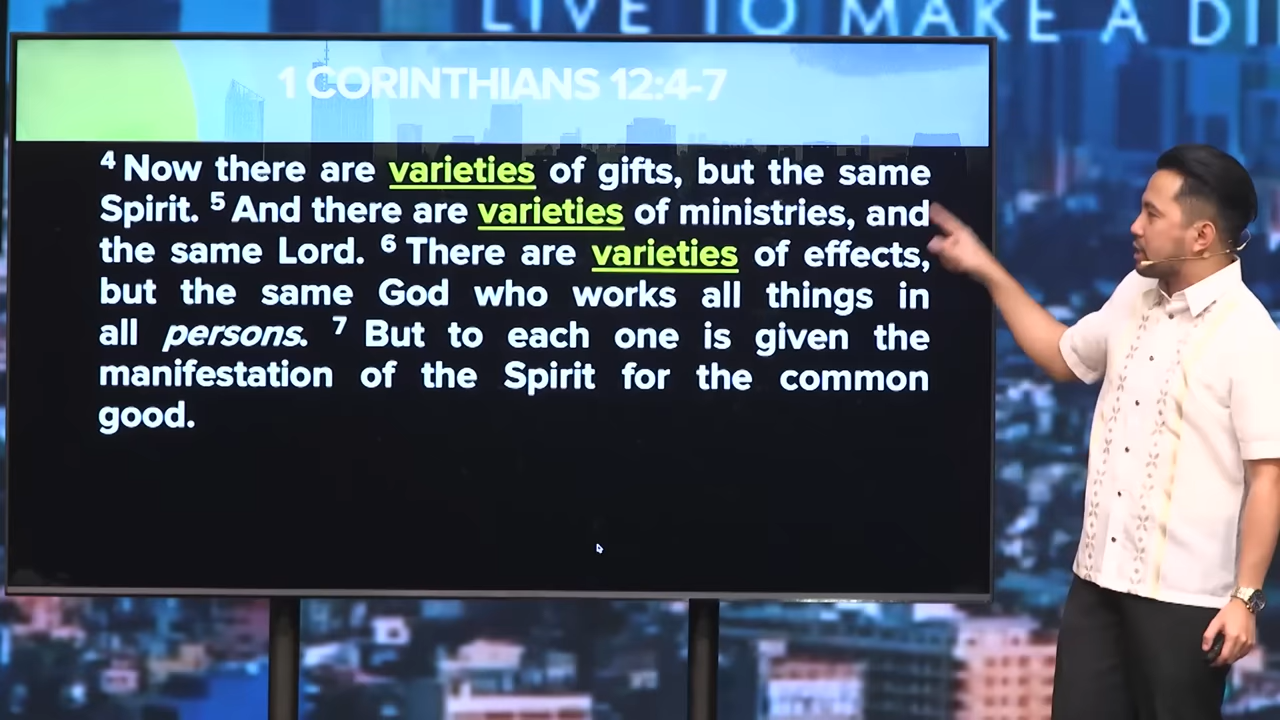 LIVE TO MAKE A DI
1 CORINTHIANS 12:4-7
4 Now there are varieties of gifts, but the same
Spirit. 5 And there are varieties of ministries, and
the same Lord. 6 There are varieties of effects,
but the same God who works all things in
all persons. 7 But to each one is given the
manifestation of the Spirit for the common
good.